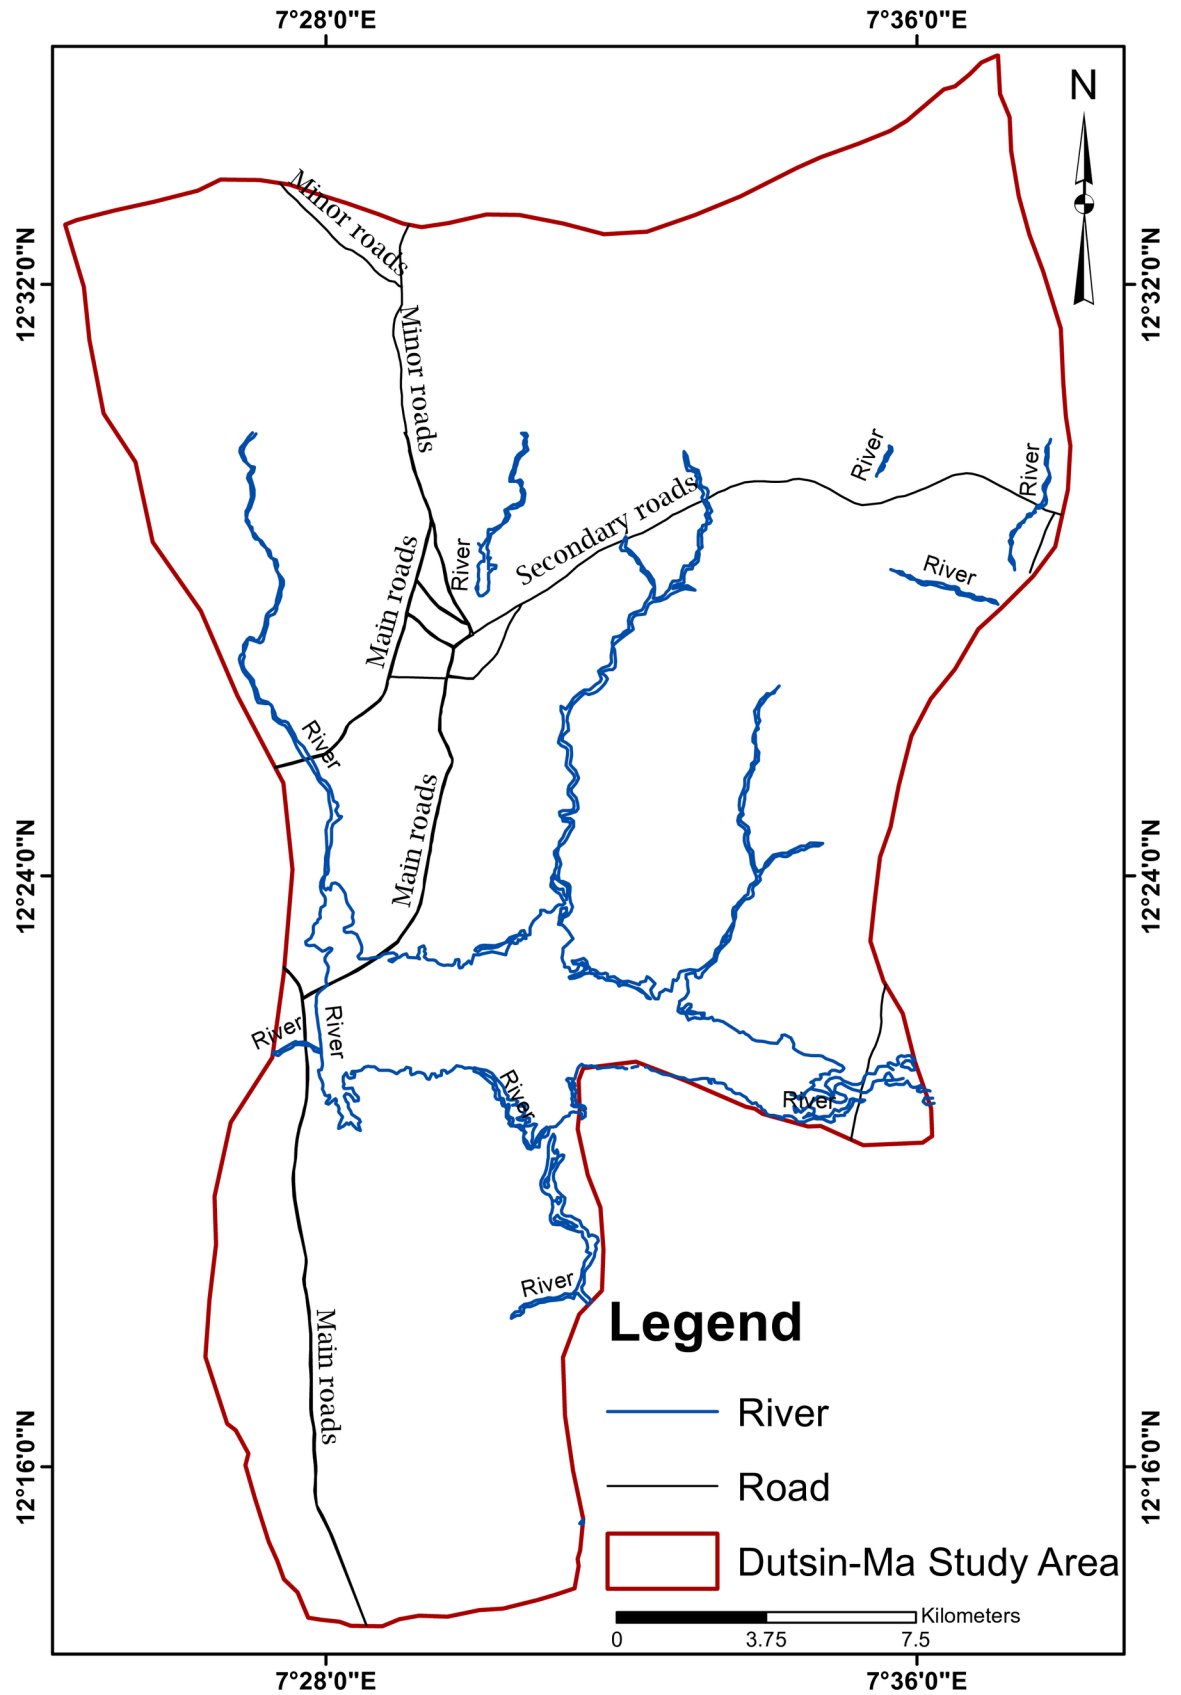 7°28'0"E 7°36'0"E
N
Minor roads
12°32'0"N 12°32'0"N
Minor roads
River
River
Secondary roads
River
Main roads
River
River
Main roads
12°24'0"N 12°24'0"N
River
River
River
River
River
Legend
Main roads
River
12°16'0"N 12°16'0"N
Road
Dutsin-Ma Study Area
Kilometers
0 3.75 7.5
7°28'0"E 7°36'0"E